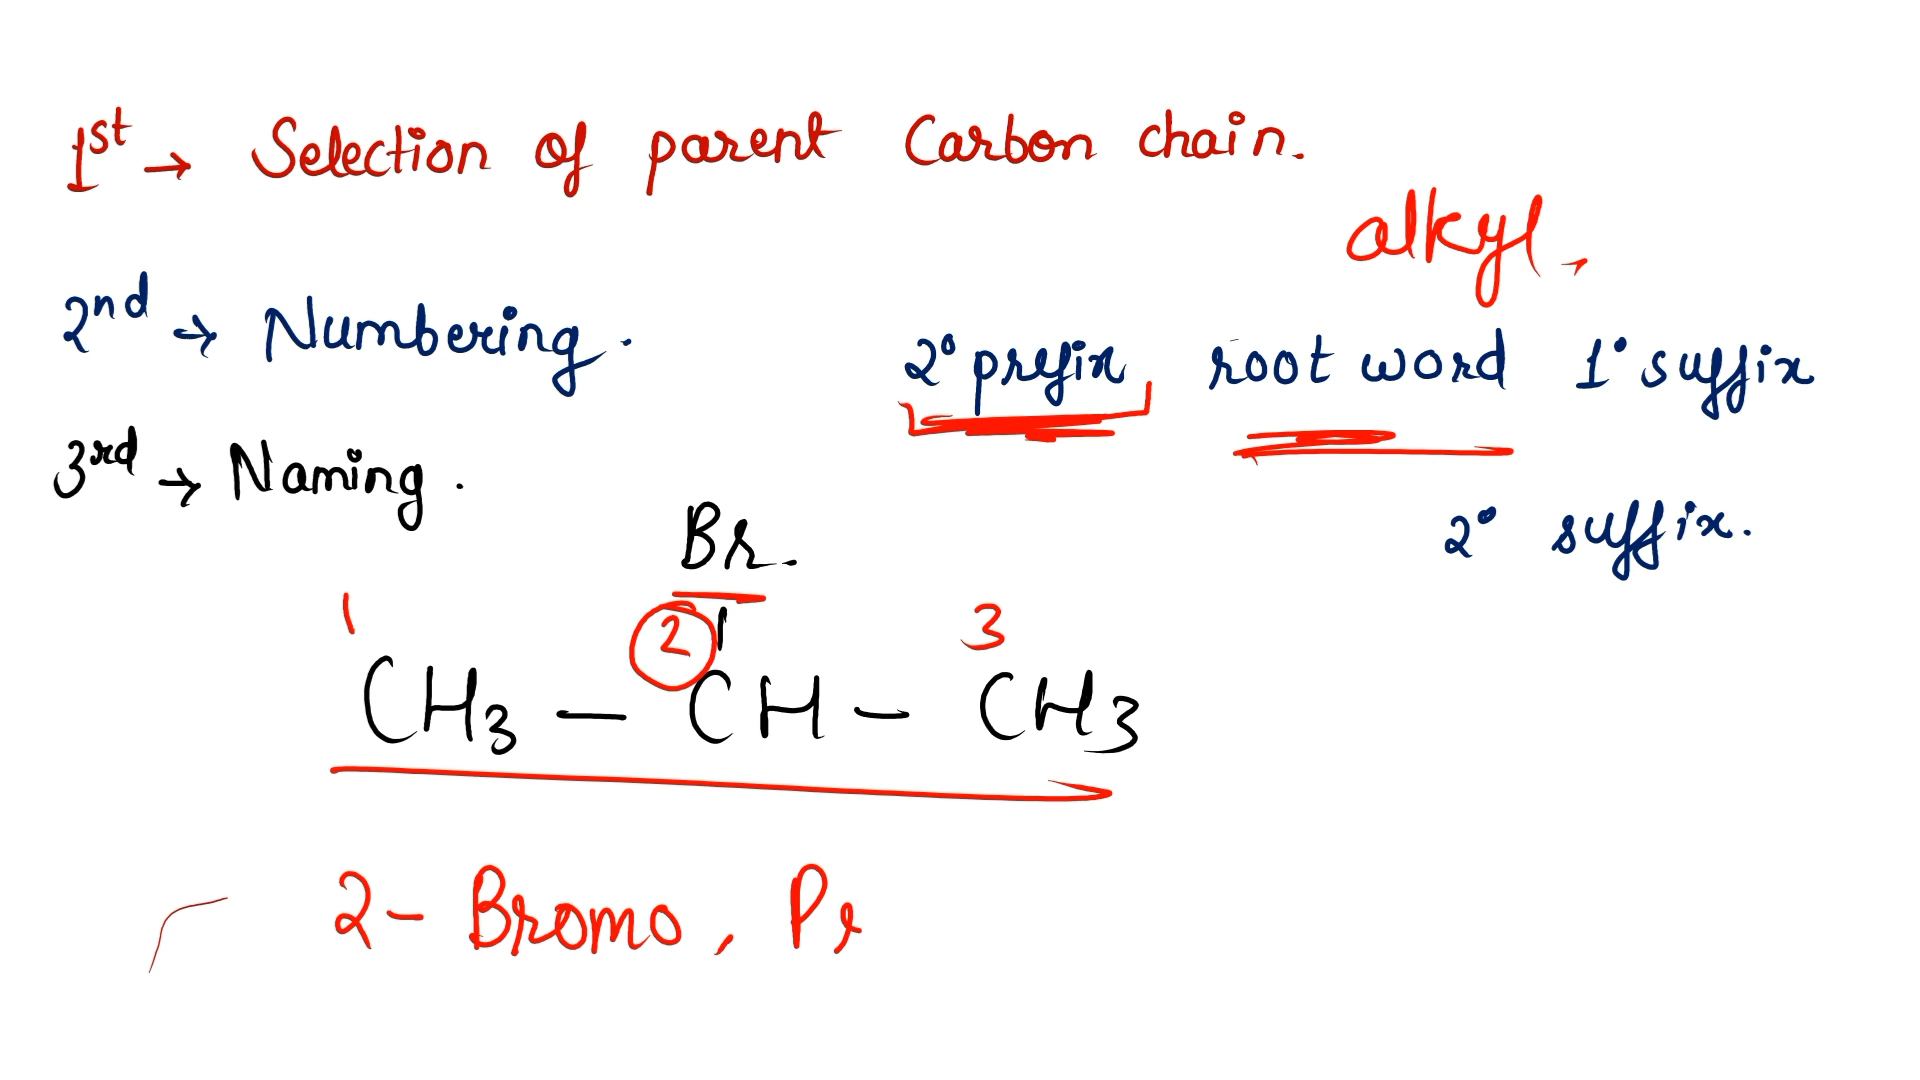 1st → Selection of parent Carbon chain.
alkyl,
2nd → Numbering.
2° prefix root word 1° suffix
3rd → Naming.
2° suffix.
Br.
1 2 3
CH3 — CH — CH3
2- Bromo, Pr